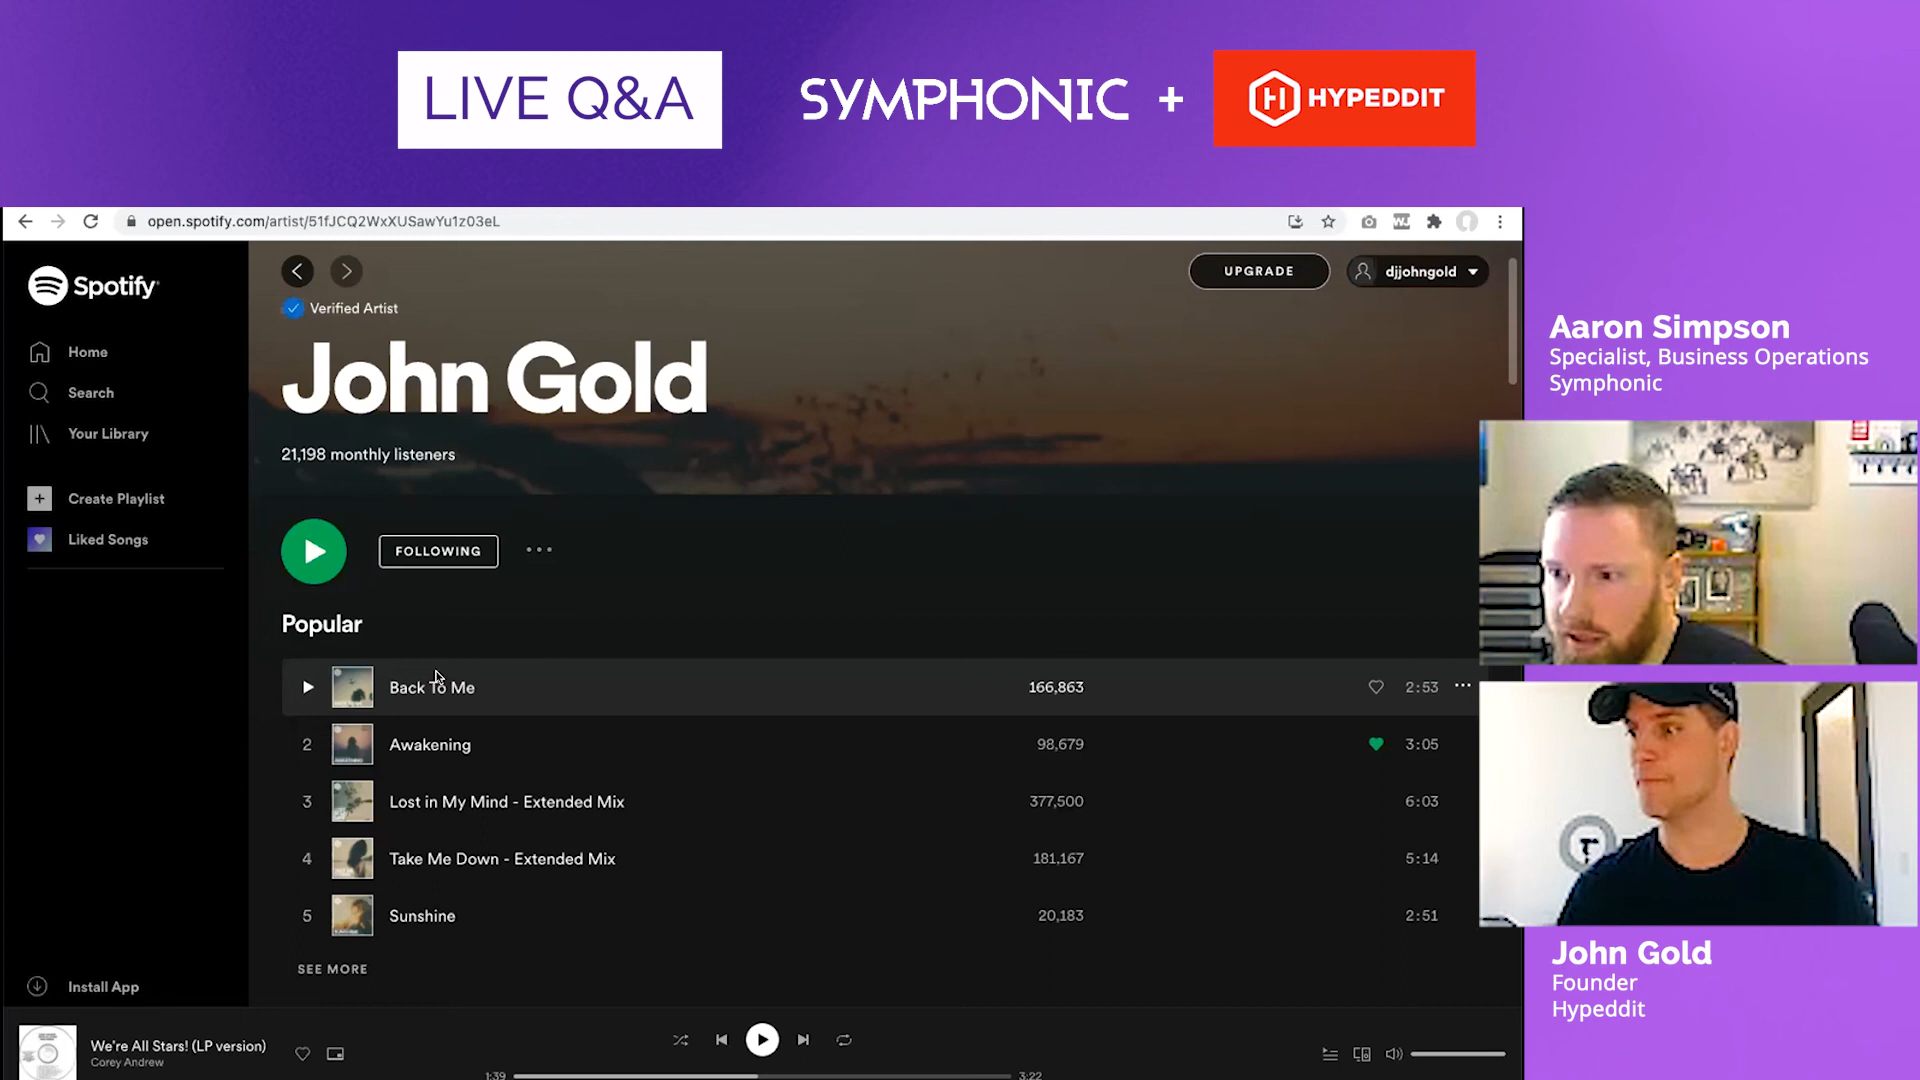 LIVE Q&A
SYMPHONIC + HYPEDDIT
open.spotify.com/artist/51fJCQ2WxXUSawYu1z03eL
Spotify
Home
Search
Your Library
Create Playlist
Liked Songs
Install App
UPGRADE
djjohngold
Verified Artist
John Gold
21,198 monthly listeners
FOLLOWING
Popular
Back To Me 166,863 2:53
2 Awakening 98,679 3:05
3 Lost in My Mind - Extended Mix 377,500 6:03
4 Take Me Down - Extended Mix 181,167 5:14
5 Sunshine 20,183 2:51
SEE MORE
We're All Stars! (LP version)
Corey Andrew
1:39 3:22
Aaron Simpson
Specialist, Business Operations
Symphonic
John Gold
Founder
Hypeddit